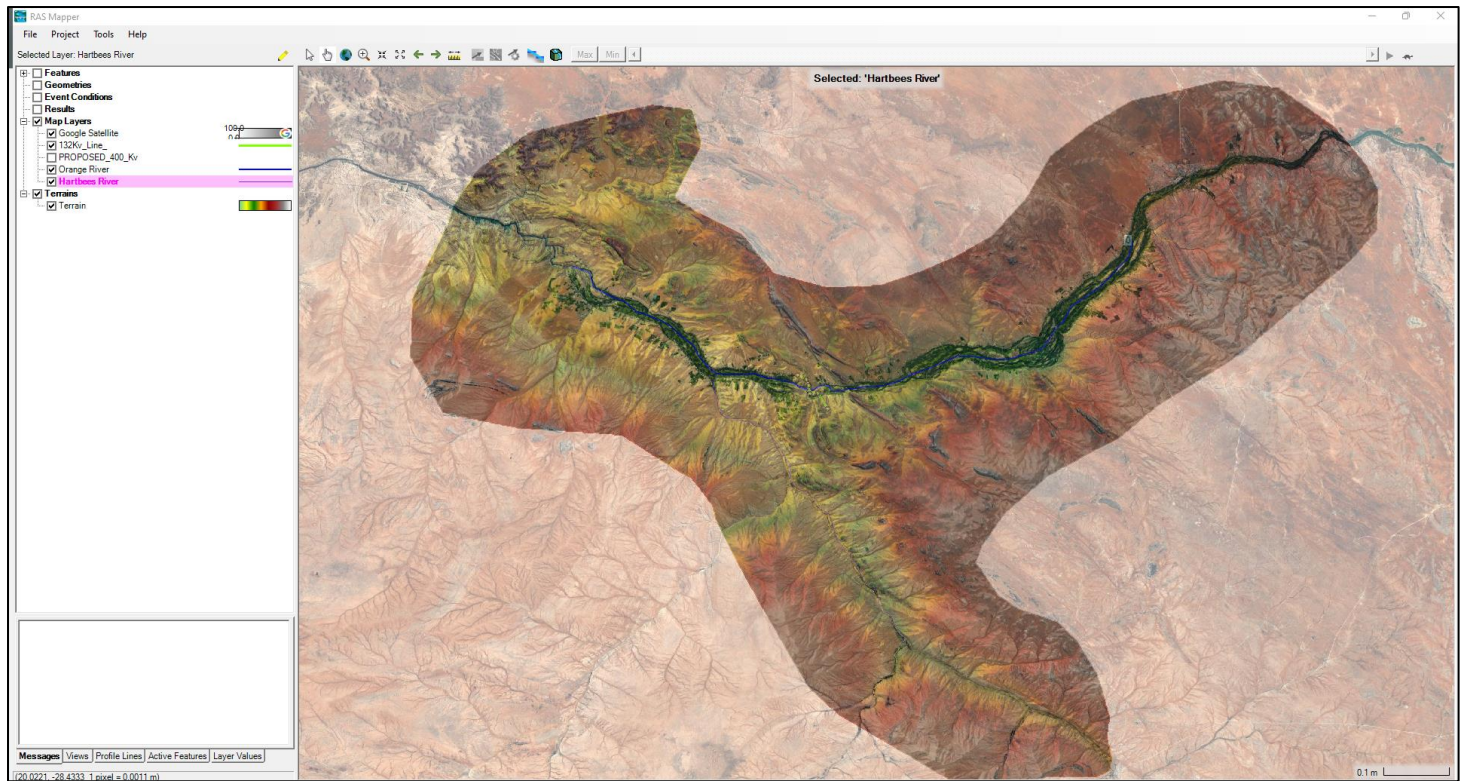 RAS Mapper
File Project Tools Help
Selected Layer: Hartbees River
Max Min
Selected: 'Hartbees River'
Features
Geometries
Event Conditions
Results
Map Layers
Google Satellite
132Kv_Line_
PROPOSED_400_Kv
Orange River
Hartbees River
Terrains
Terrain
Messages Views Profile Lines Active Features Layer Values
(20.0221, -28.4333 1 pixel = 0.0011 m)
0.1 m